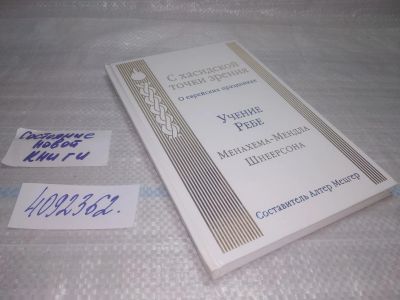 С хасидской
точки зрения
О еврейских праздниках
Учение
Ребе
Менахема-Мендла
Шнеерсона
Составитель Алтер Мецгер
Состояние
новой
книги
4092362.